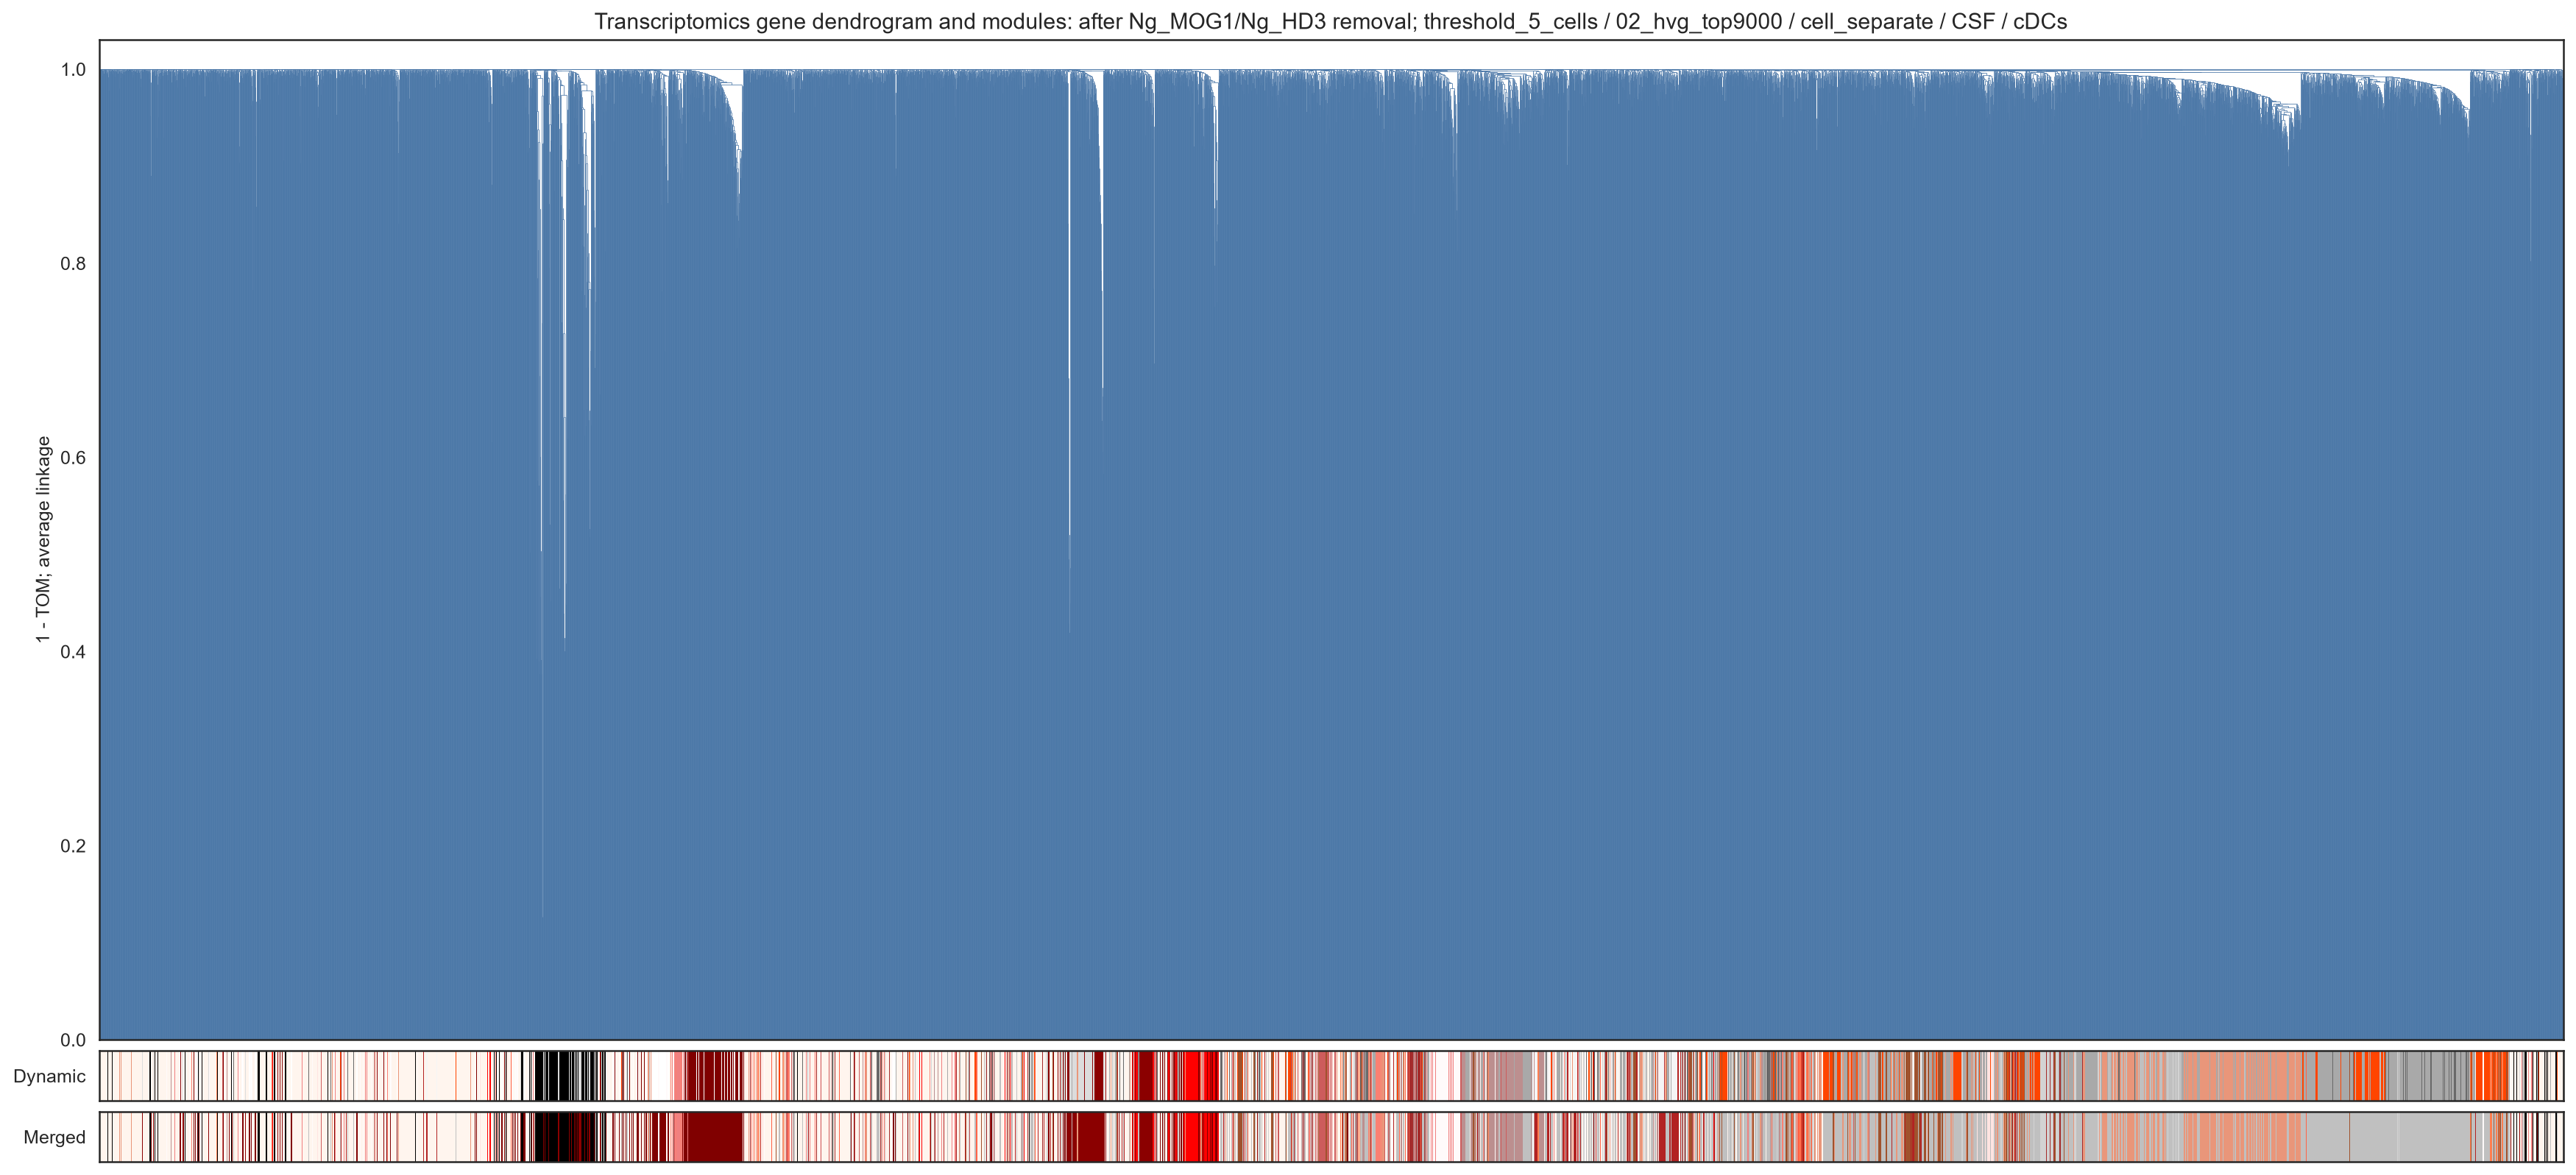 Transcriptomics gene dendrogram and modules: after Ng_MOG1/Ng_HD3 removal; threshold_5_cells / 02_hvg_top9000 / cell_separate / CSF / cDCs
1.0
0.8
0.6
0.4
0.2
0.0
1 - TOM; average linkage
Dynamic
Merged